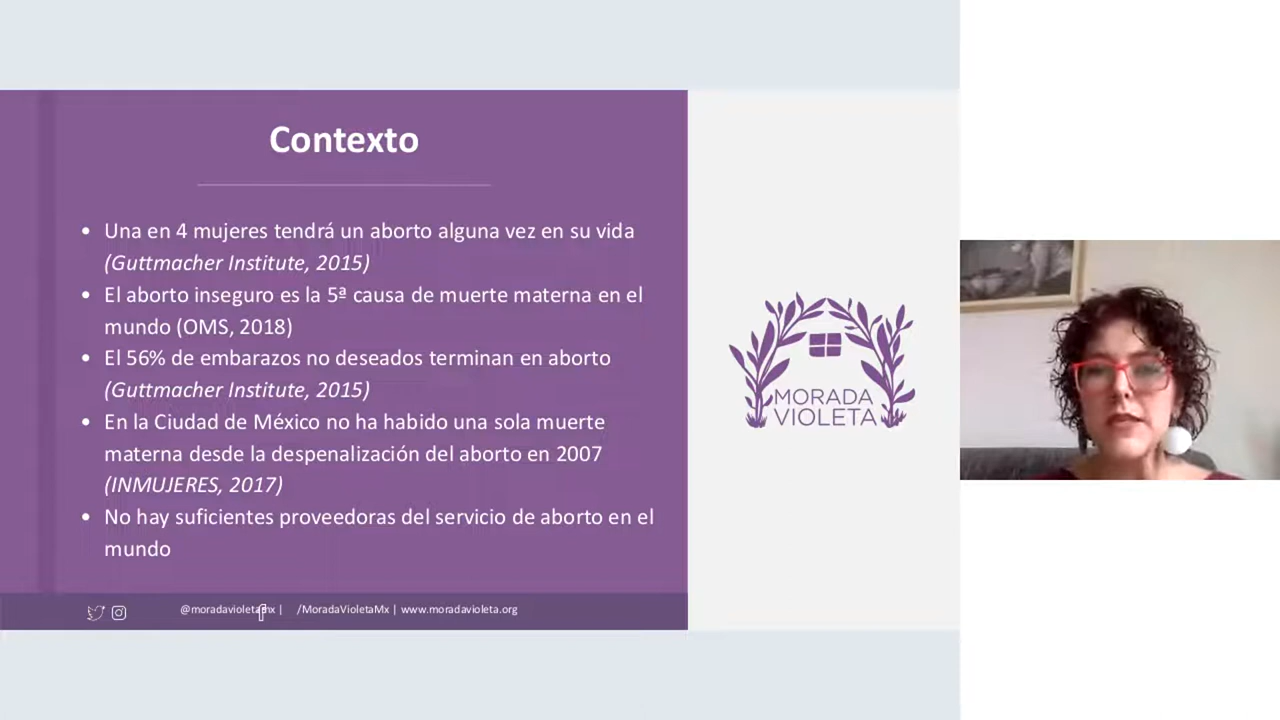 Contexto
• Una en 4 mujeres tendrá un aborto alguna vez en su vida
(Guttmacher Institute, 2015)
• El aborto inseguro es la 5ª causa de muerte materna en el
mundo (OMS, 2018)
• El 56% de embarazos no deseados terminan en aborto
(Guttmacher Institute, 2015)
• En la Ciudad de México no ha habido una sola muerte
materna desde la despenalización del aborto en 2007
(INMUJERES, 2017)
• No hay suficientes proveedoras del servicio de aborto en el
mundo
@moradavioletamx | /MoradaVioletaMx | www.moradavioleta.org
MORADA
VIOLETA